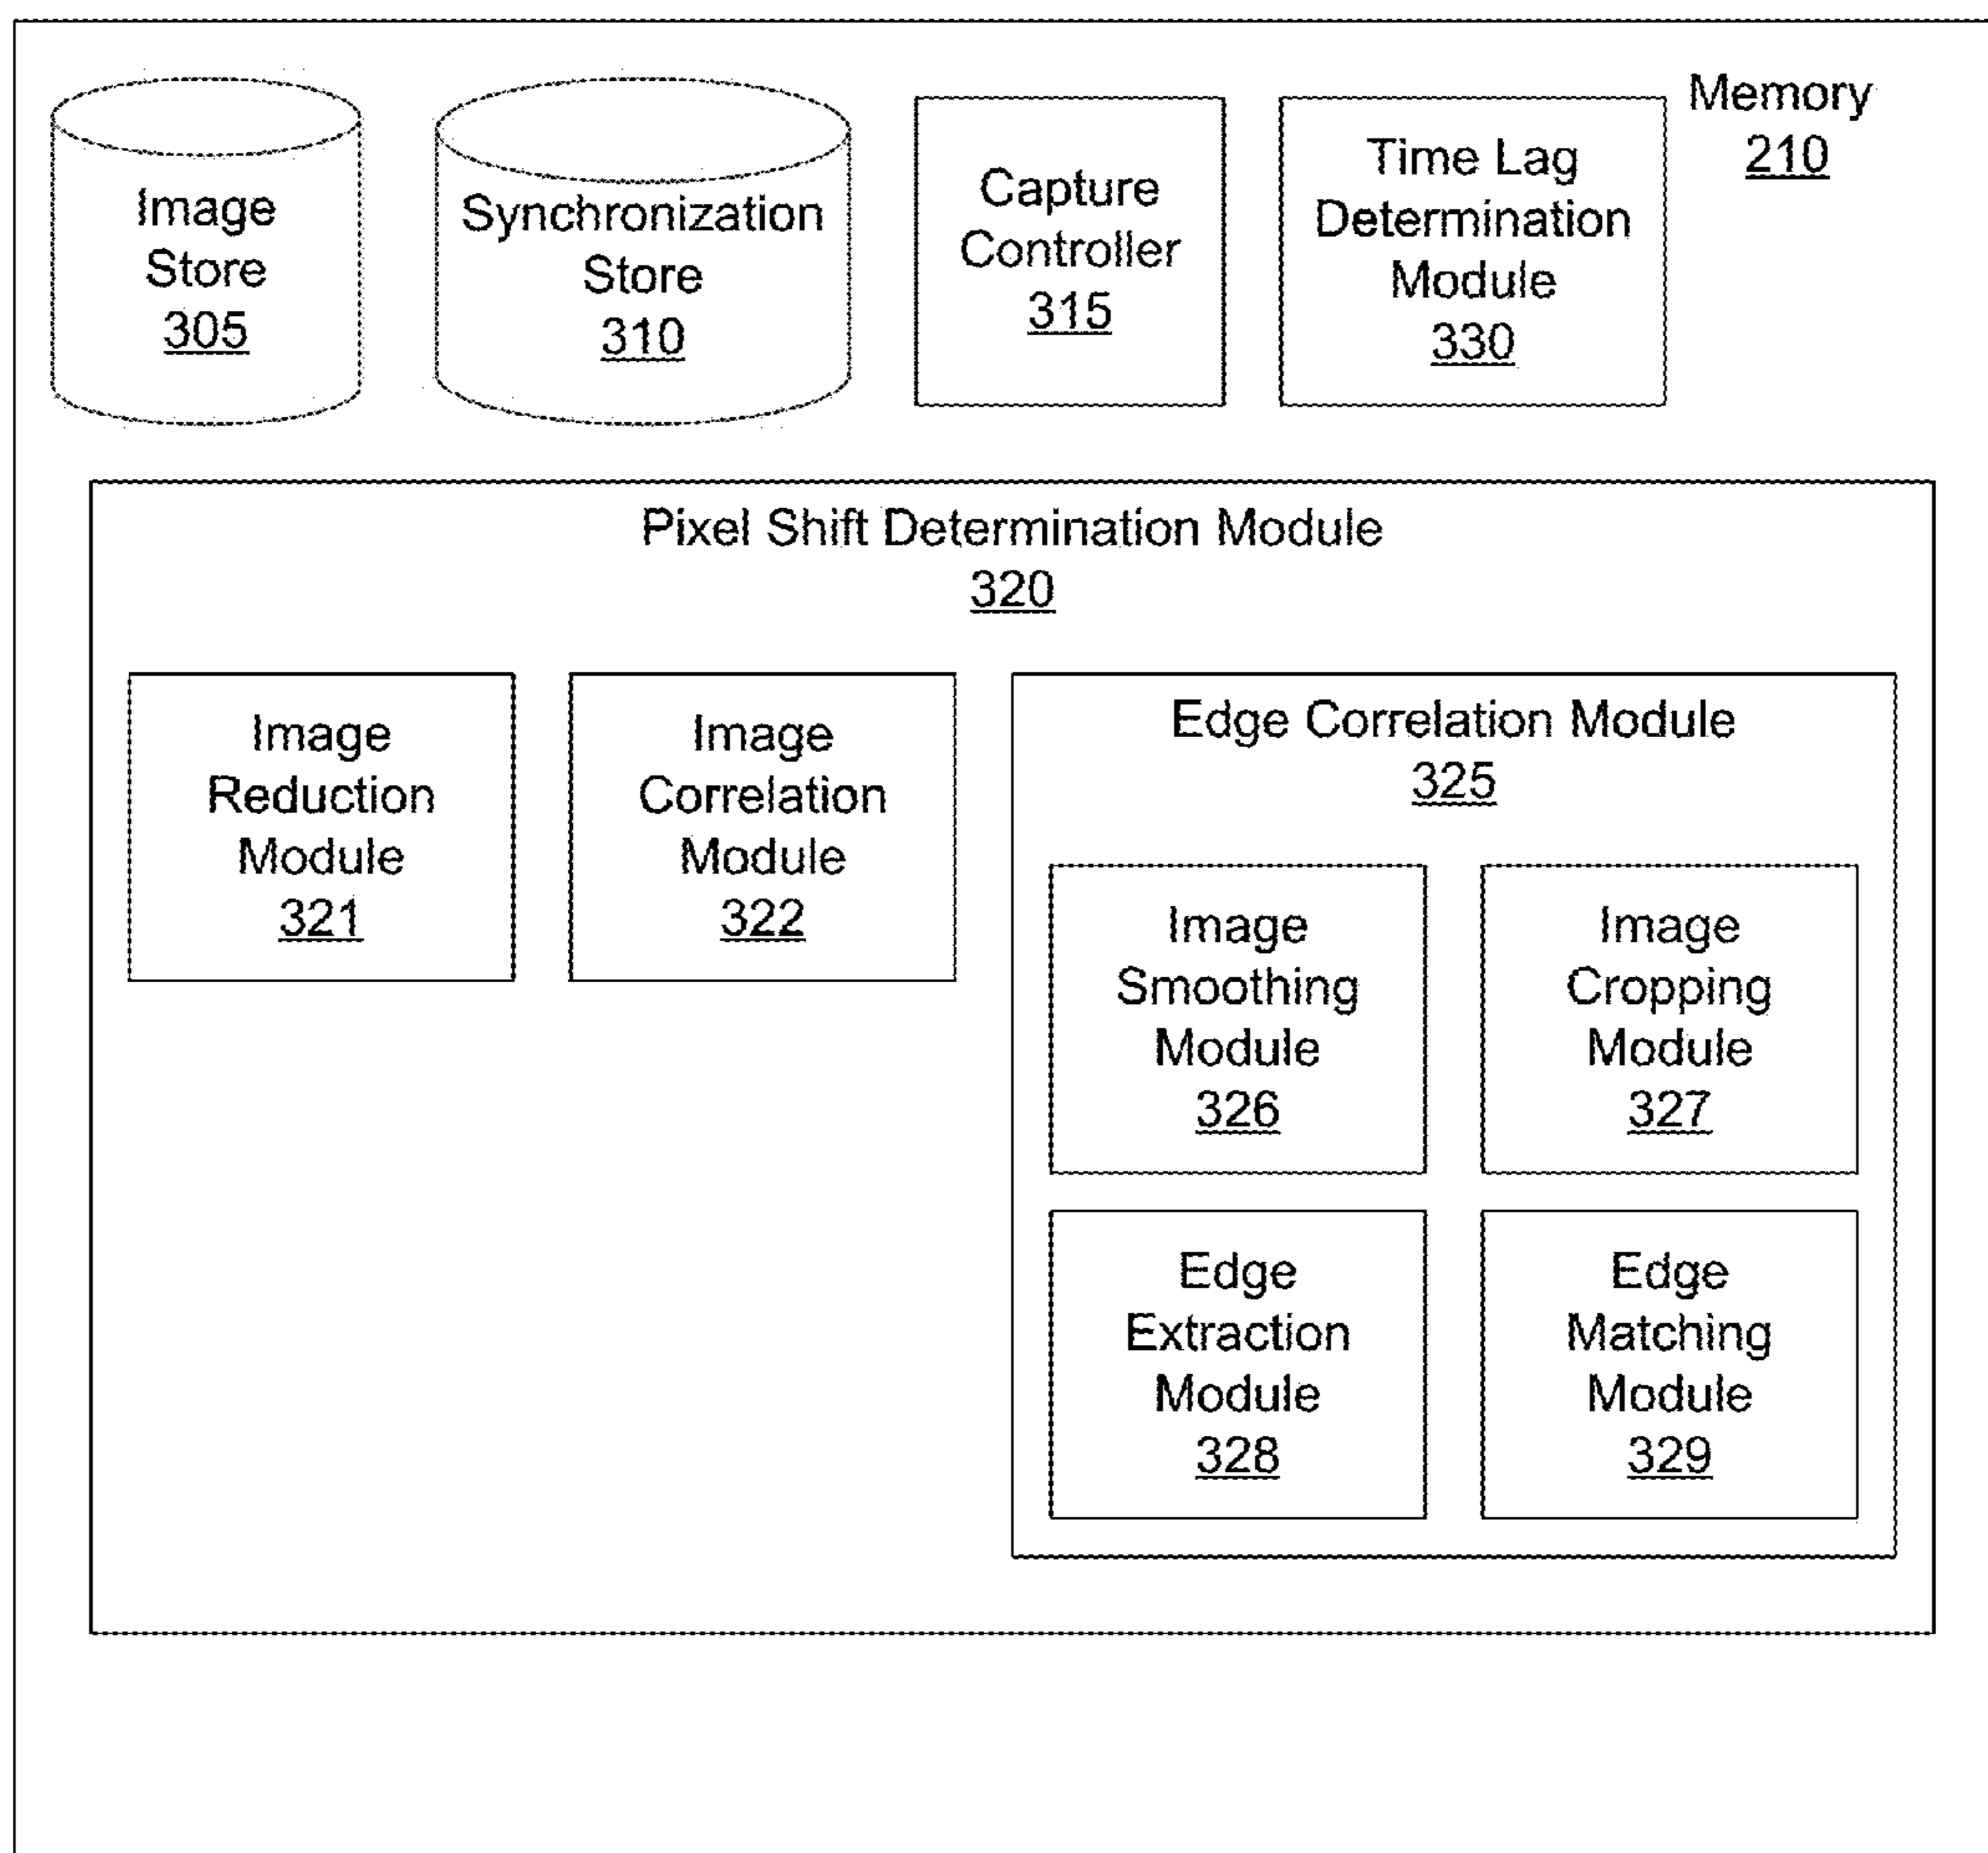 Memory
210
Image
Store
305
Synchronization
Store
310
Capture
Controller
315
Time Lag
Determination
Module
330
Pixel Shift Determination Module
320
Image
Reduction
Module
321
Image
Correlation
Module
322
Edge Correlation Module
325
Image
Smoothing
Module
326
Image
Cropping
Module
327
Edge
Extraction
Module
328
Edge
Matching
Module
329